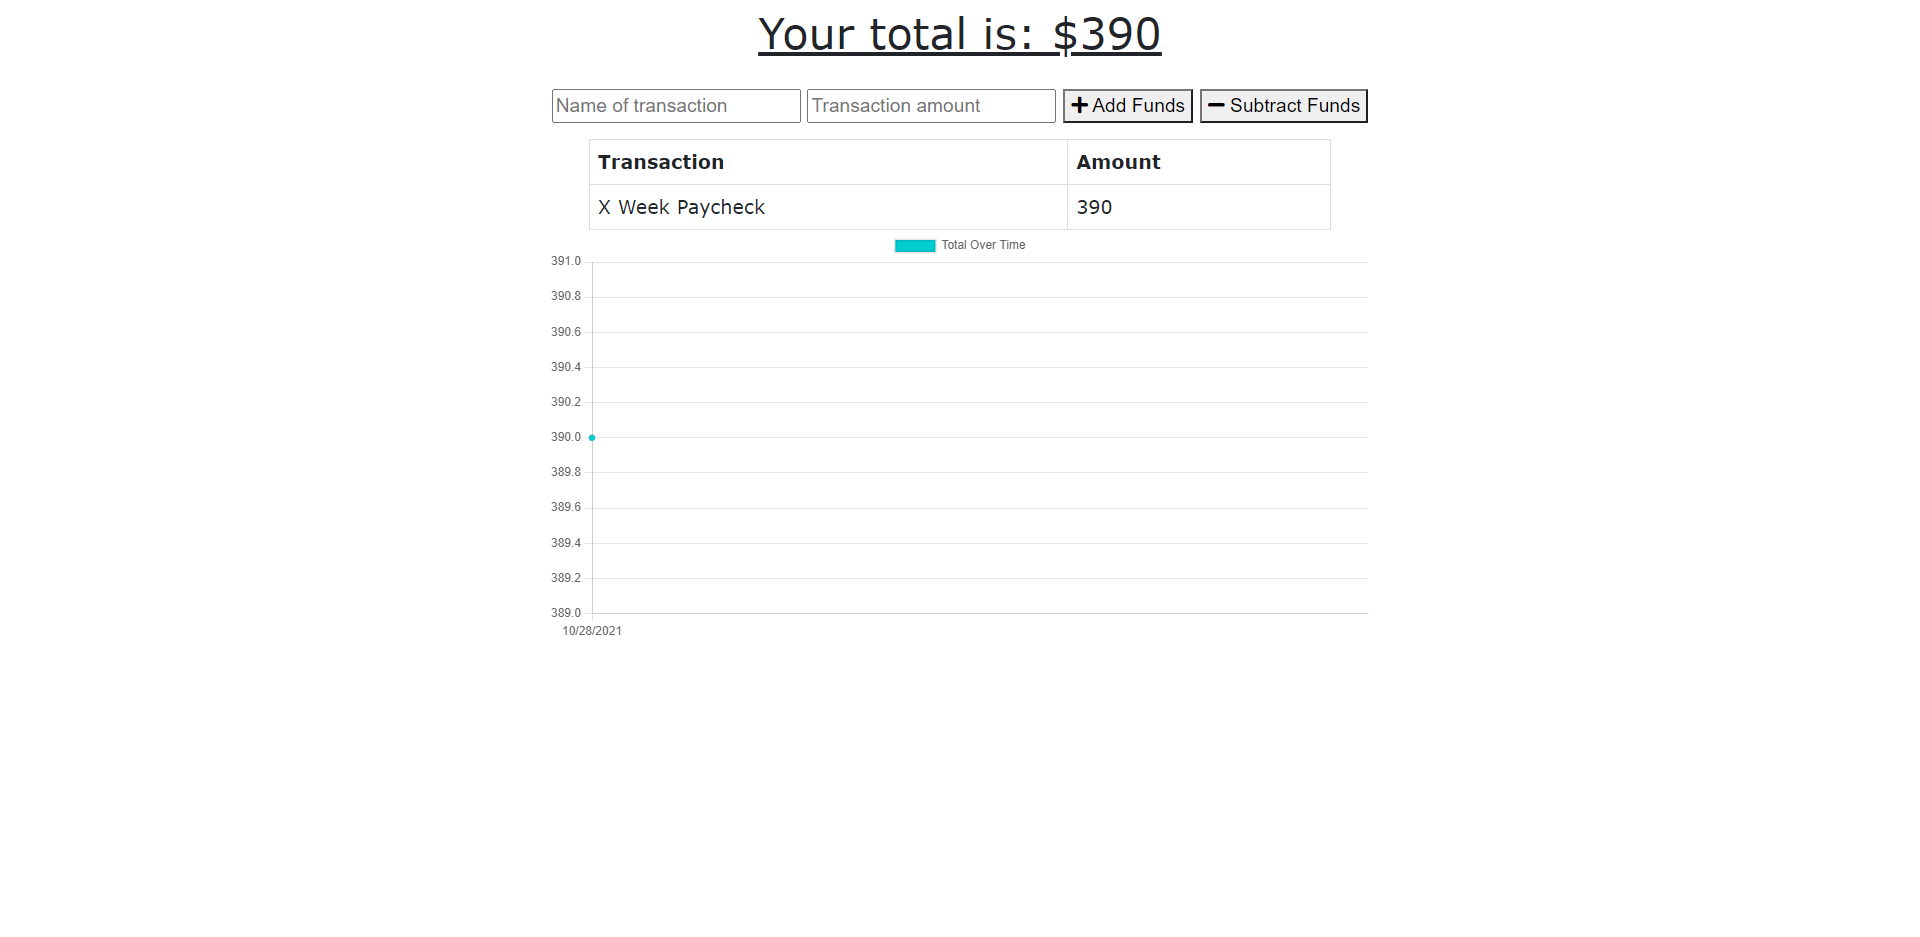 Your total is: $390
Name of transaction Transaction amount Add Funds Subtract Funds
Transaction Amount
X Week Paycheck 390
Total Over Time
391.0
390.8
390.6
390.4
390.2
390.0
389.8
389.6
389.4
389.2
389.0
10/28/2021